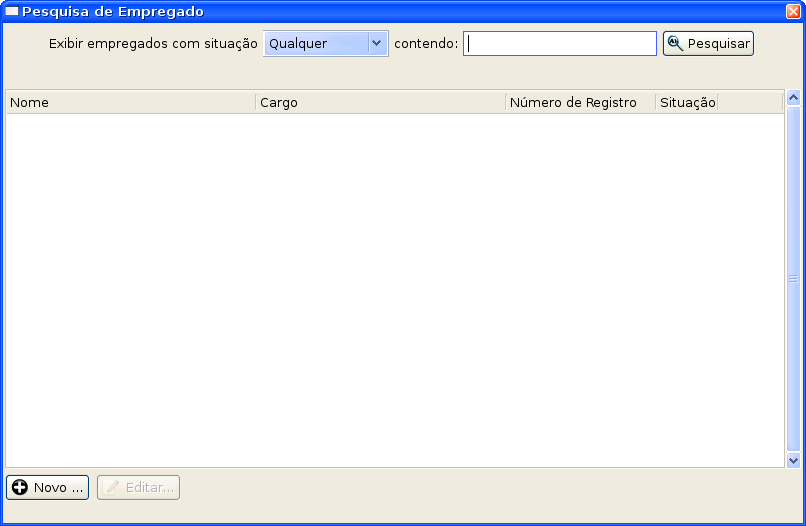 Pesquisa de Empregado
Exibir empregados com situação Qualquer contendo: Pesquisar
Nome Cargo Número de Registro Situação
Novo ... Editar...